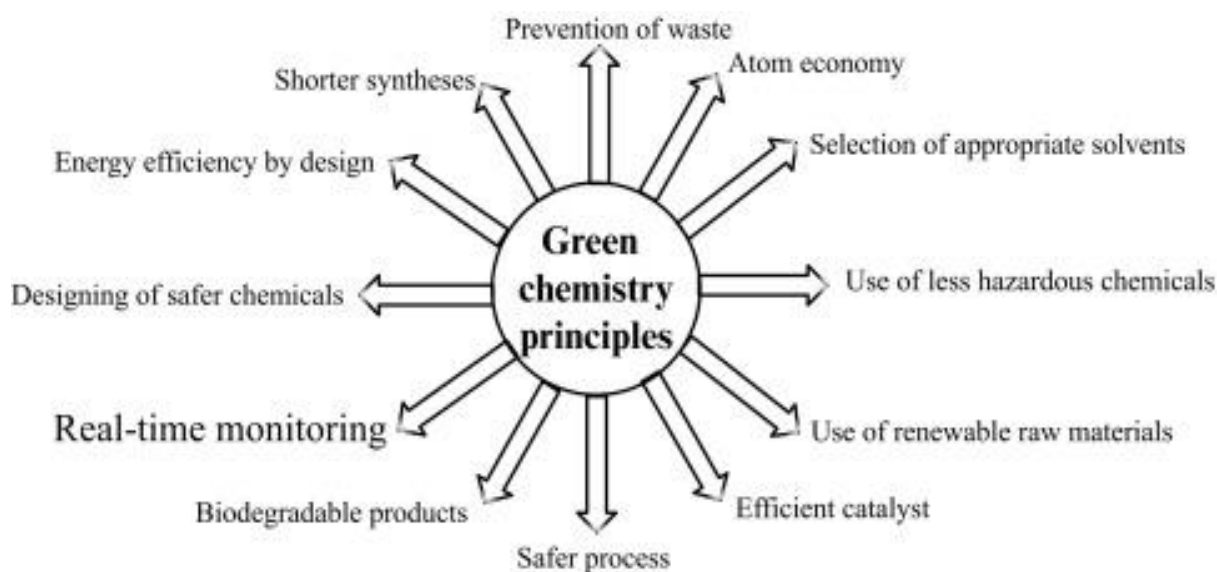 Prevention of waste
Atom economy
Shorter syntheses
Selection of appropriate solvents
Energy efficiency by design
Green
chemistry
principles
Use of less hazardous chemicals
Designing of safer chemicals
Real-time monitoring
Use of renewable raw materials
Biodegradable products
Efficient catalyst
Safer process